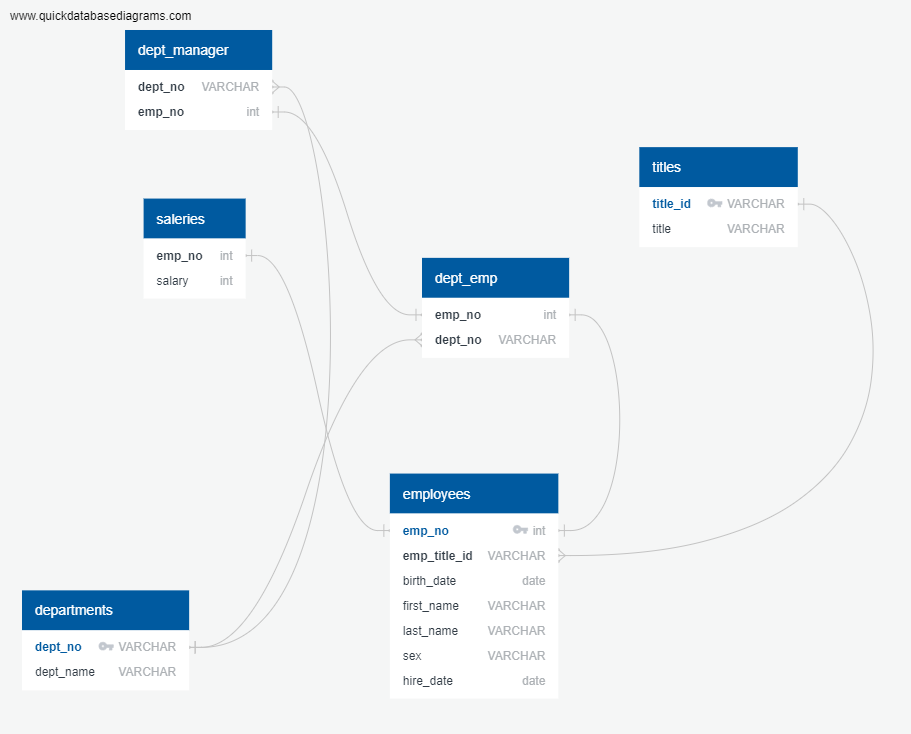 www.quickdatabasediagrams.com
dept_manager
dept_no VARCHAR
emp_no int
titles
title_id VARCHAR
title VARCHAR
saleries
emp_no int
salary int
dept_emp
emp_no int
dept_no VARCHAR
employees
emp_no int
emp_title_id VARCHAR
birth_date date
first_name VARCHAR
last_name VARCHAR
sex VARCHAR
hire_date date
departments
dept_no VARCHAR
dept_name VARCHAR